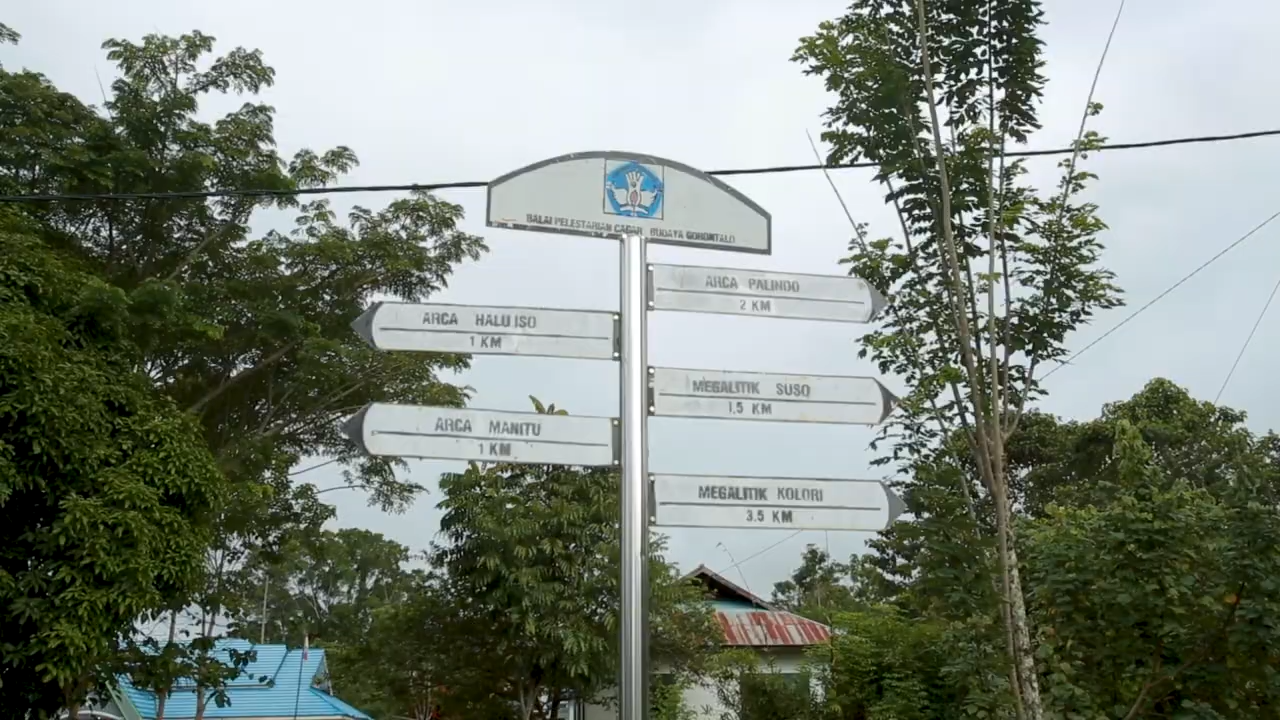 BALAI PELESTARIAN CAGAR BUDAYA GORONTALO
ARCA PALINDO
2 KM
ARCA HALU ISO
1 KM
MEGALITIK SUSO
1,5 KM
ARCA MANITU
1 KM
MEGALITIK KOLORI
3.5 KM